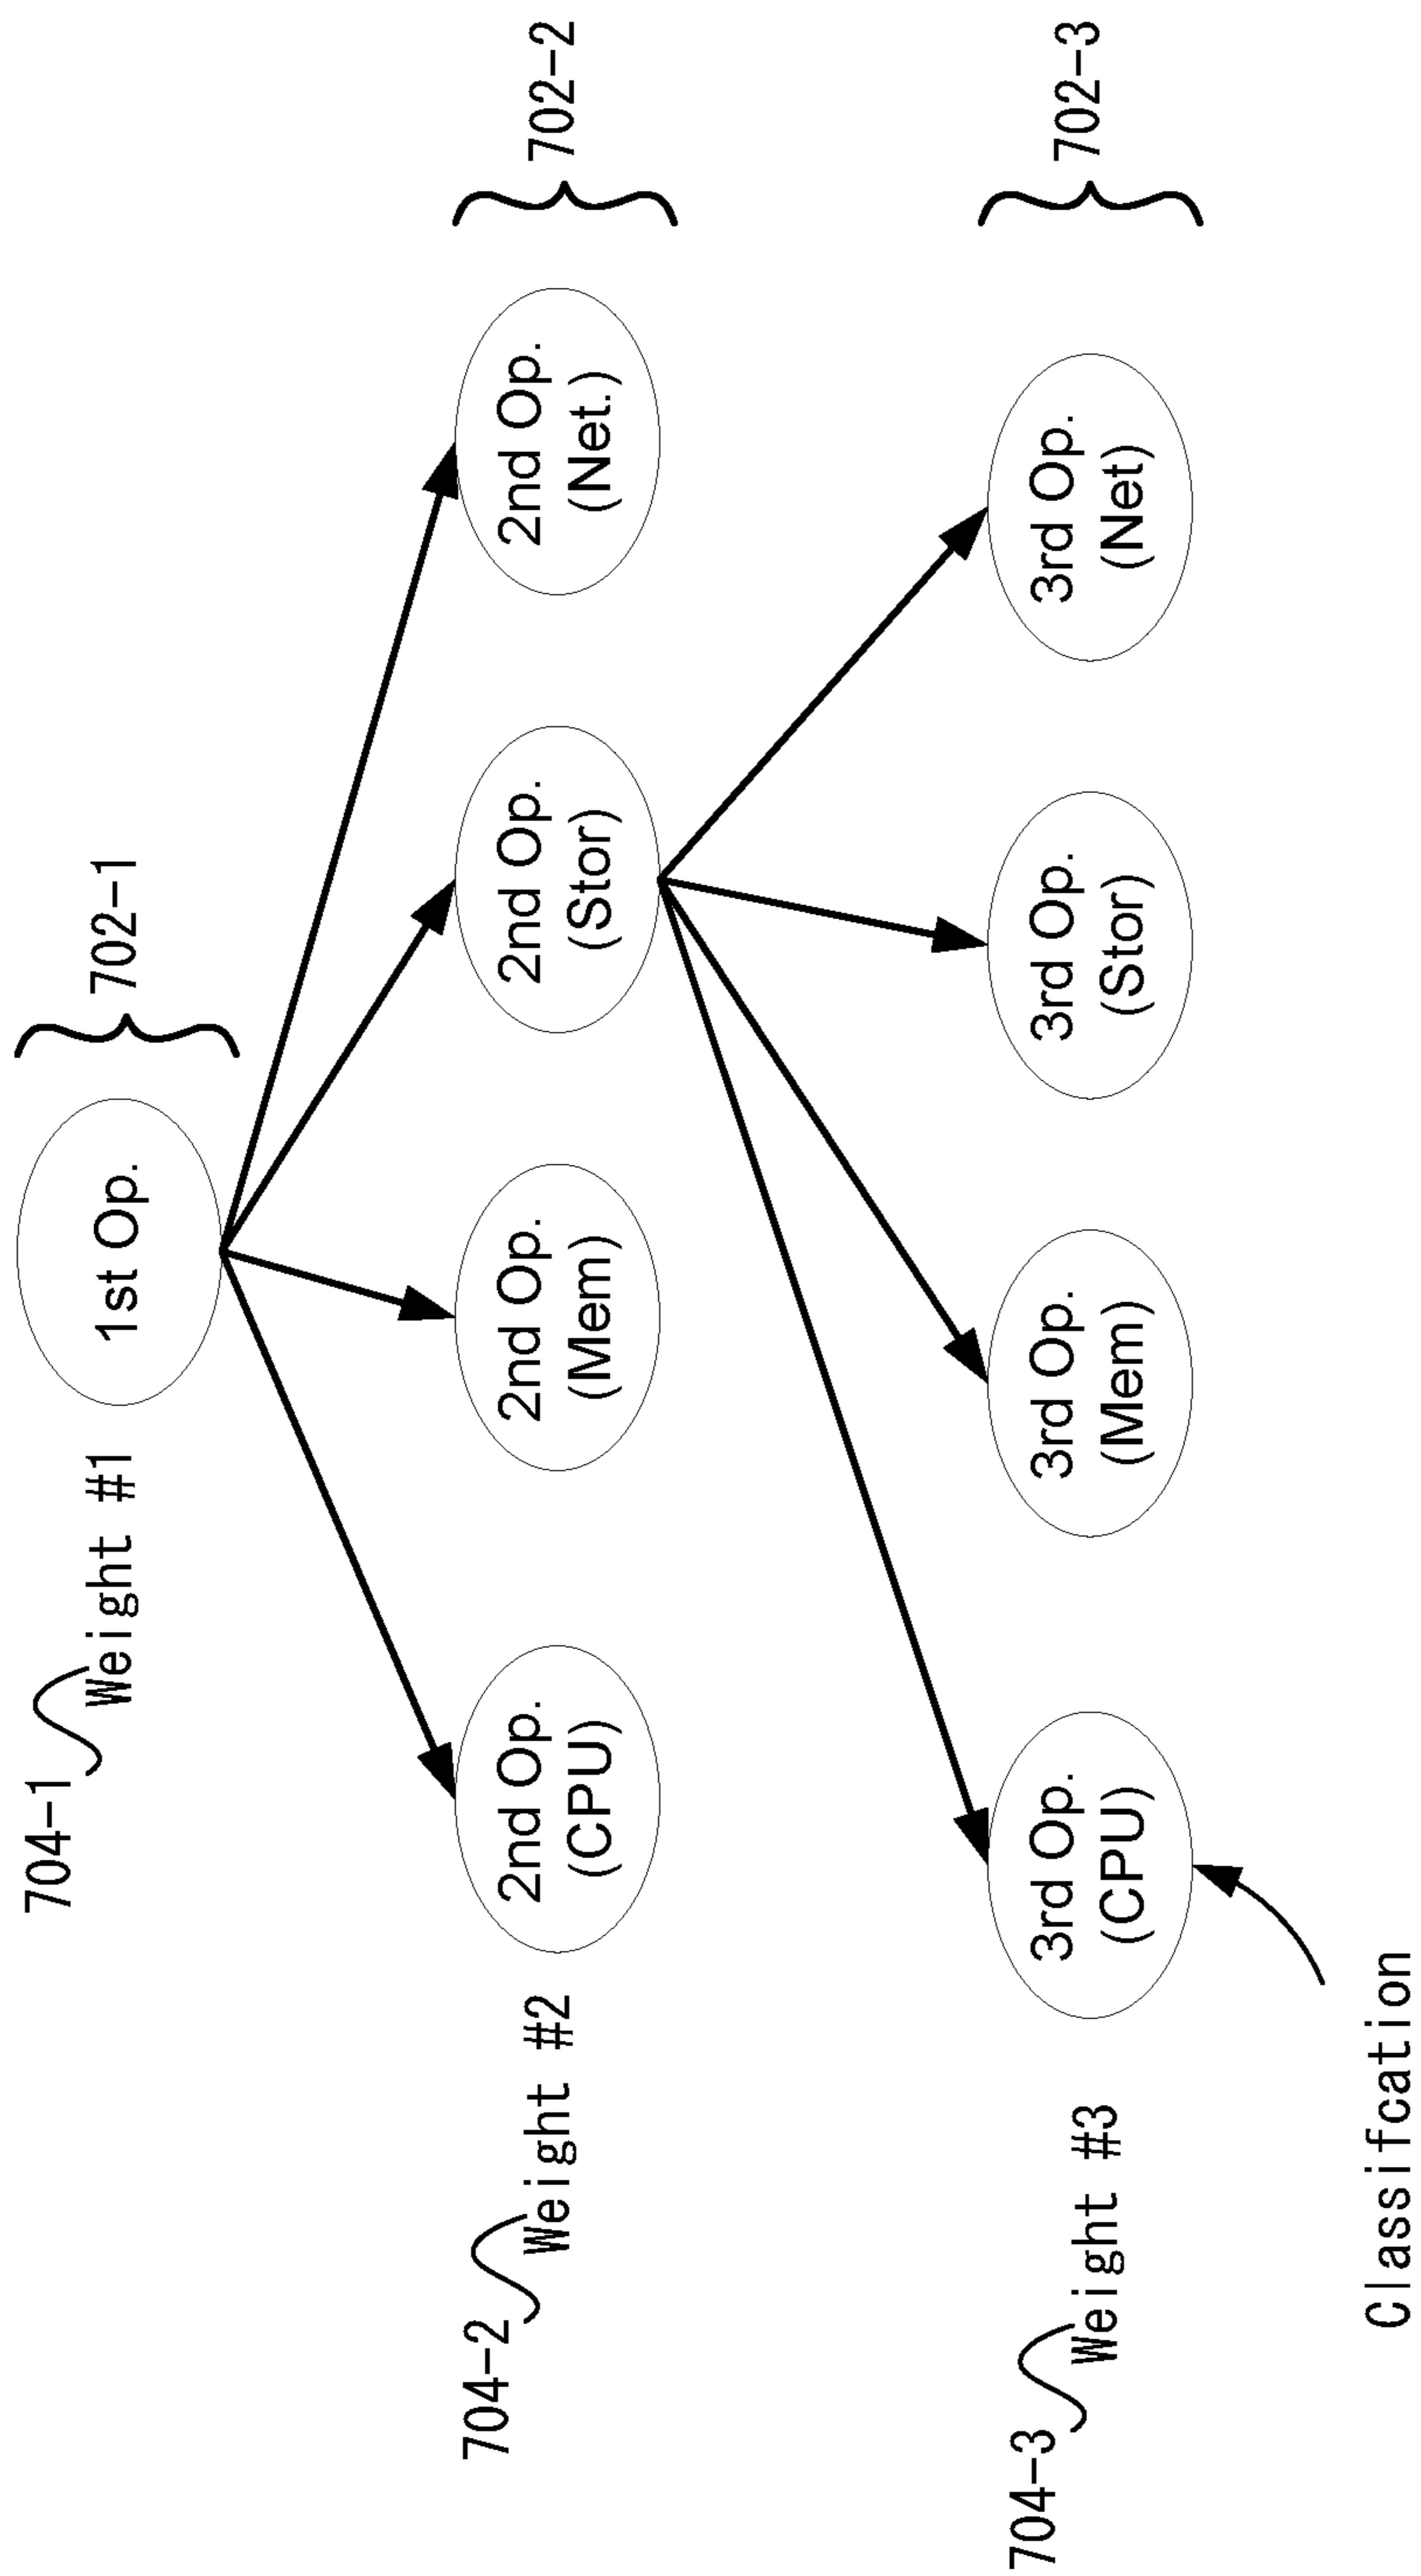 704-1
Weight #1
1st Op.
702-1
704-2
Weight #2
2nd Op.
(CPU)
2nd Op.
(Mem)
2nd Op.
(Stor)
2nd Op.
(Net.)
702-2
704-3
Weight #3
3rd Op.
(CPU)
3rd Op.
(Mem)
3rd Op.
(Stor)
3rd Op.
(Net)
702-3
Classifcation